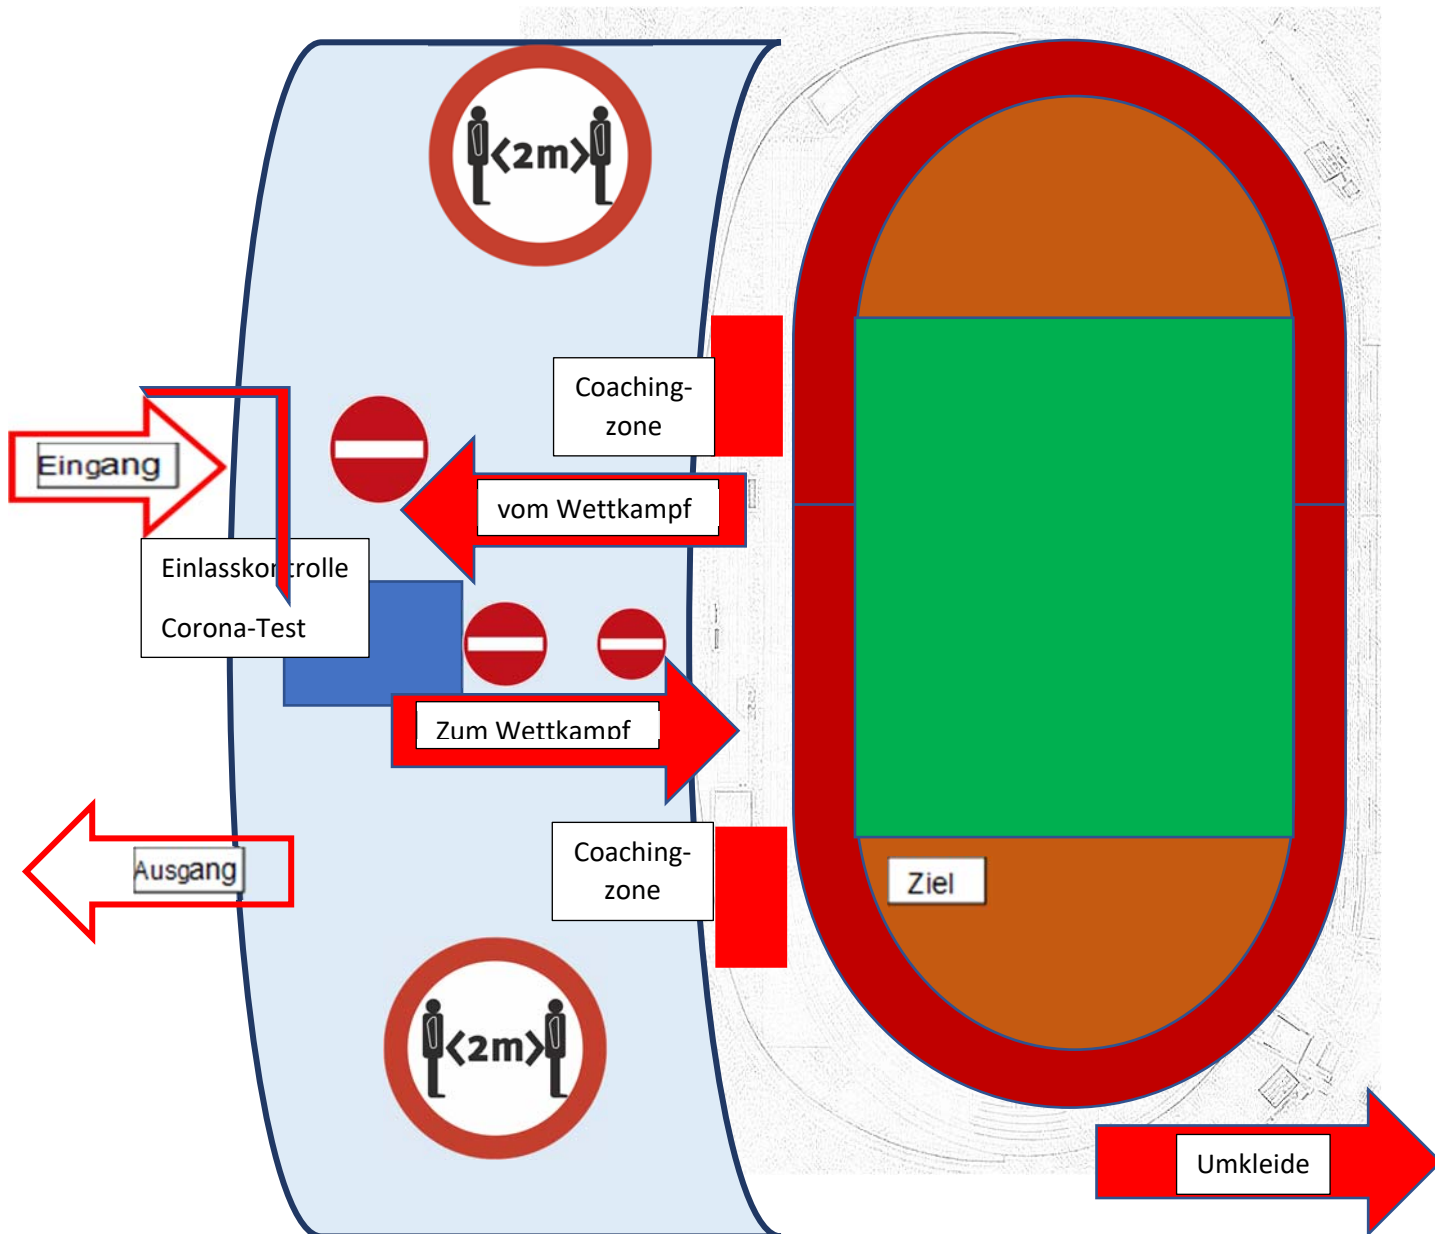 <2m>
Coaching-
zone
Eingang
vom Wettkampf
Einlasskontrolle
Corona-Test
Zum Wettkampf
Coaching-
zone
Ausgang
Ziel
<2m>
Umkleide